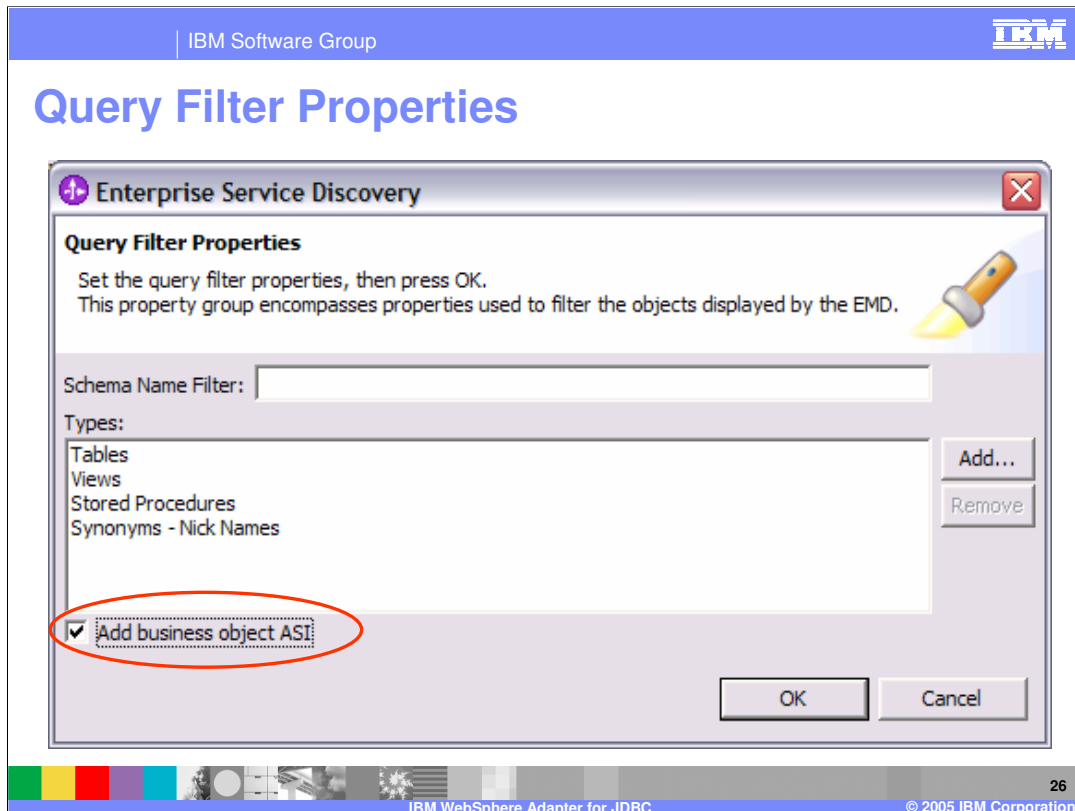 IBM Software Group
IBM
Query Filter Properties
Enterprise Service Discovery
Query Filter Properties
Set the query filter properties, then press OK.
This property group encompasses properties used to filter the objects displayed by the EMD.
Schema Name Filter:
Types:
Tables
Views
Stored Procedures
Synonyms - Nick Names
Add...
Remove
Add business object ASI
OK
Cancel
26
IBM WebSphere Adapter for JDBC
© 2005 IBM Corporation